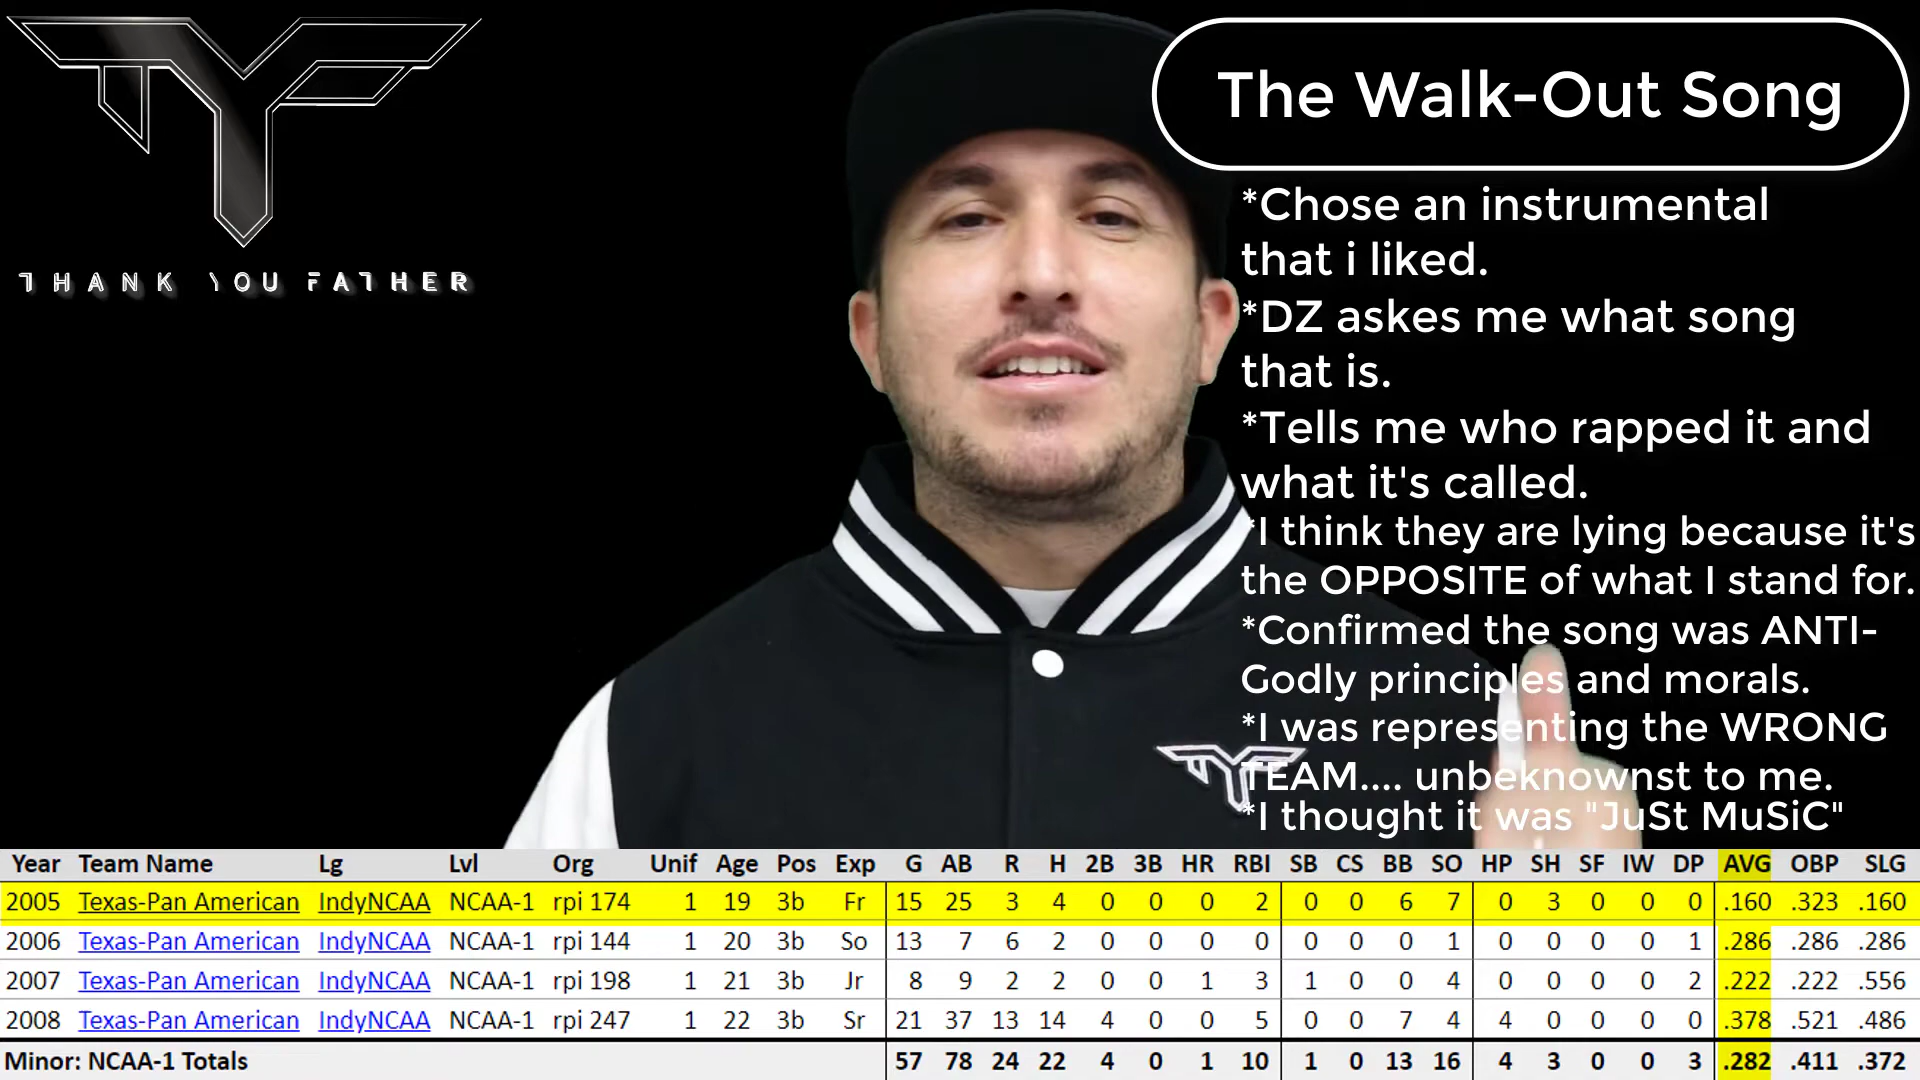 THANK YOU FATHER
The Walk-Out Song
*Chose an instrumental
that i liked.
*DZ askes me what song
that is.
*Tells me who rapped it and
what it's called.
*I think they are lying because it's
the OPPOSITE of what I stand for.
*Confirmed the song was ANTI-
Godly principles and morals.
*I was representing the WRONG
TEAM.... unbeknownst to me.
*I thought it was "JuSt MuSiC"
Year Team Name Lg Lvl Org Unif Age Pos Exp G AB R H 2B 3B HR RBI SB CS BB SO HP SH SF IW DP AVG OBP SLG
2005 Texas-Pan American IndyNCAA NCAA-1 rpi 174 1 19 3b Fr 15 25 3 4 0 0 0 2 0 0 6 7 0 3 0 0 0 .160 .323 .160
2006 Texas-Pan American IndyNCAA NCAA-1 rpi 144 1 20 3b So 13 7 6 2 0 0 0 0 0 0 0 1 0 0 0 0 1 .286 .286 .286
2007 Texas-Pan American IndyNCAA NCAA-1 rpi 198 1 21 3b Jr 8 9 2 2 0 0 1 3 1 0 0 4 0 0 0 0 2 .222 .222 .556
2008 Texas-Pan American IndyNCAA NCAA-1 rpi 247 1 22 3b Sr 21 37 13 14 4 0 0 5 0 0 7 4 4 0 0 0 0 .378 .521 .486
Minor: NCAA-1 Totals 57 78 24 22 4 0 1 10 1 0 13 16 4 3 0 0 3 .282 .411 .372